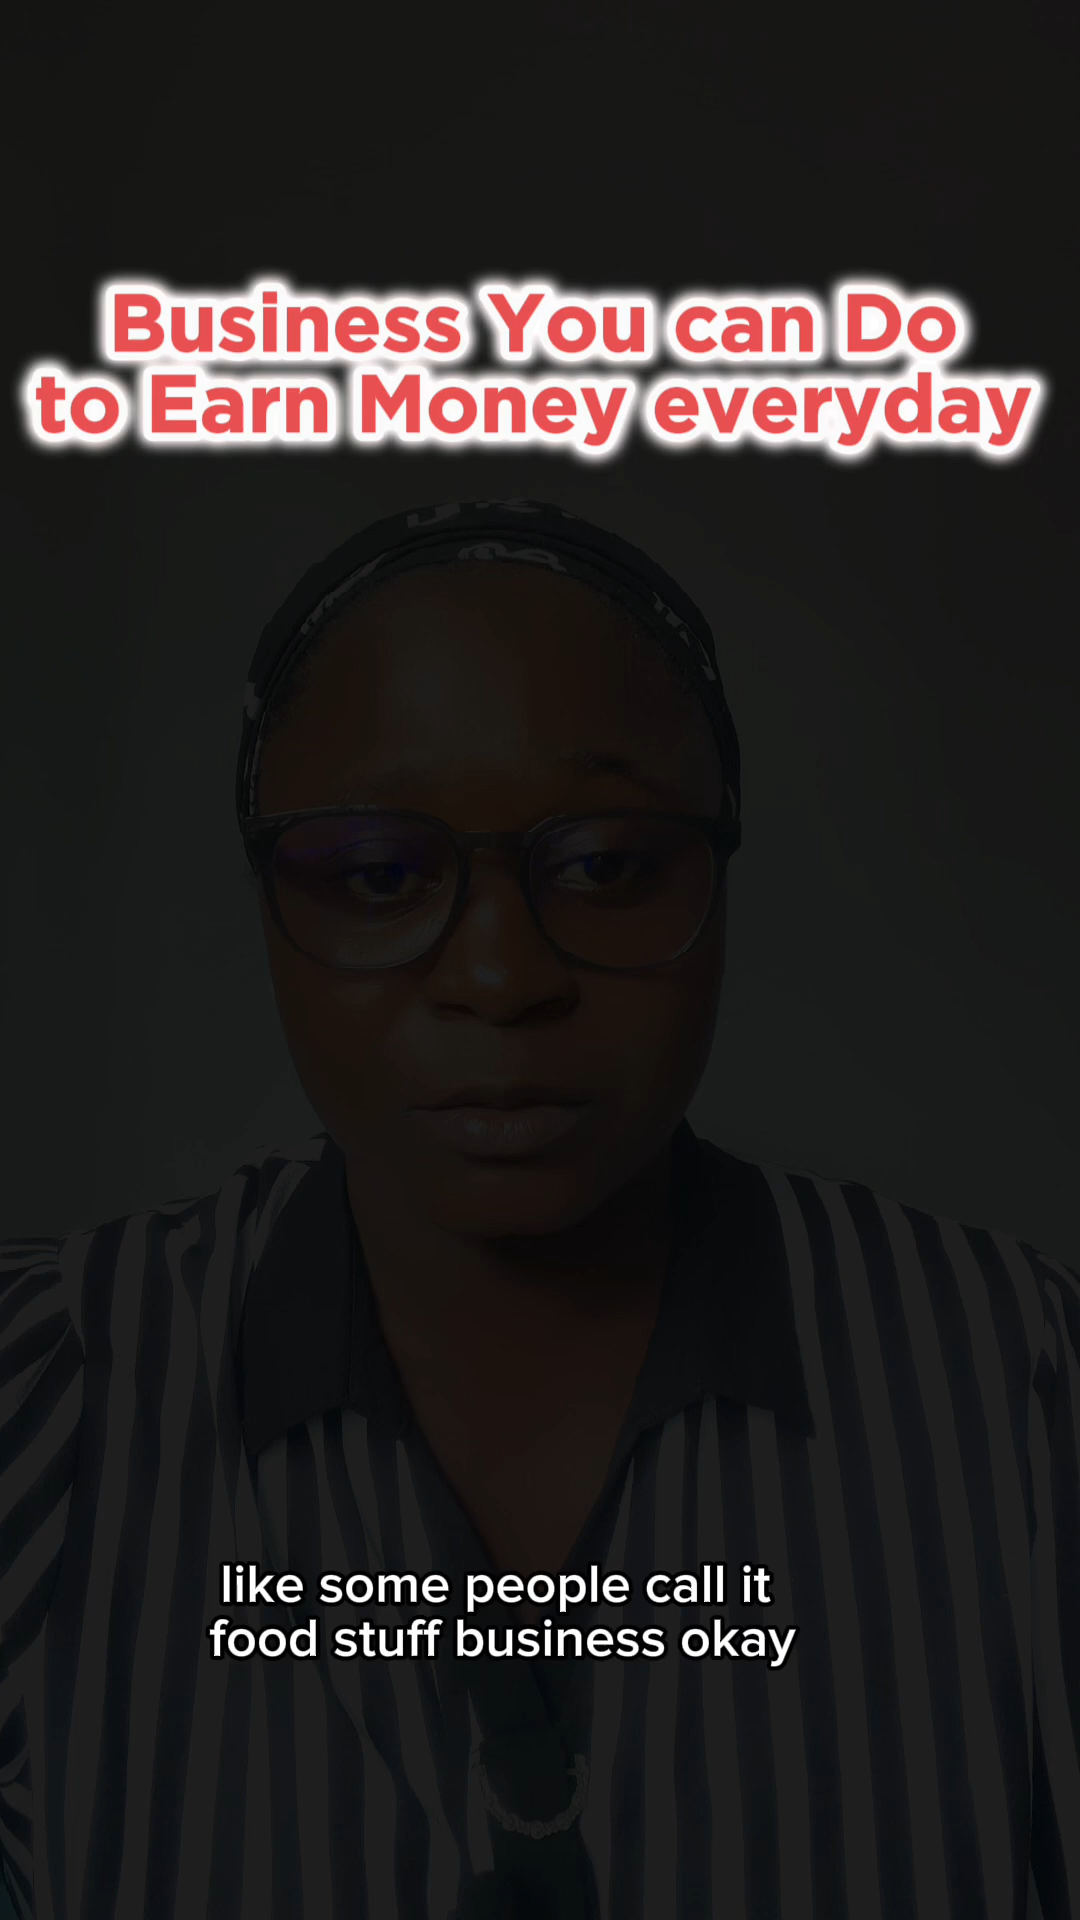 Business You can Do
to Earn Money everyday
like some people call it
food stuff business okay